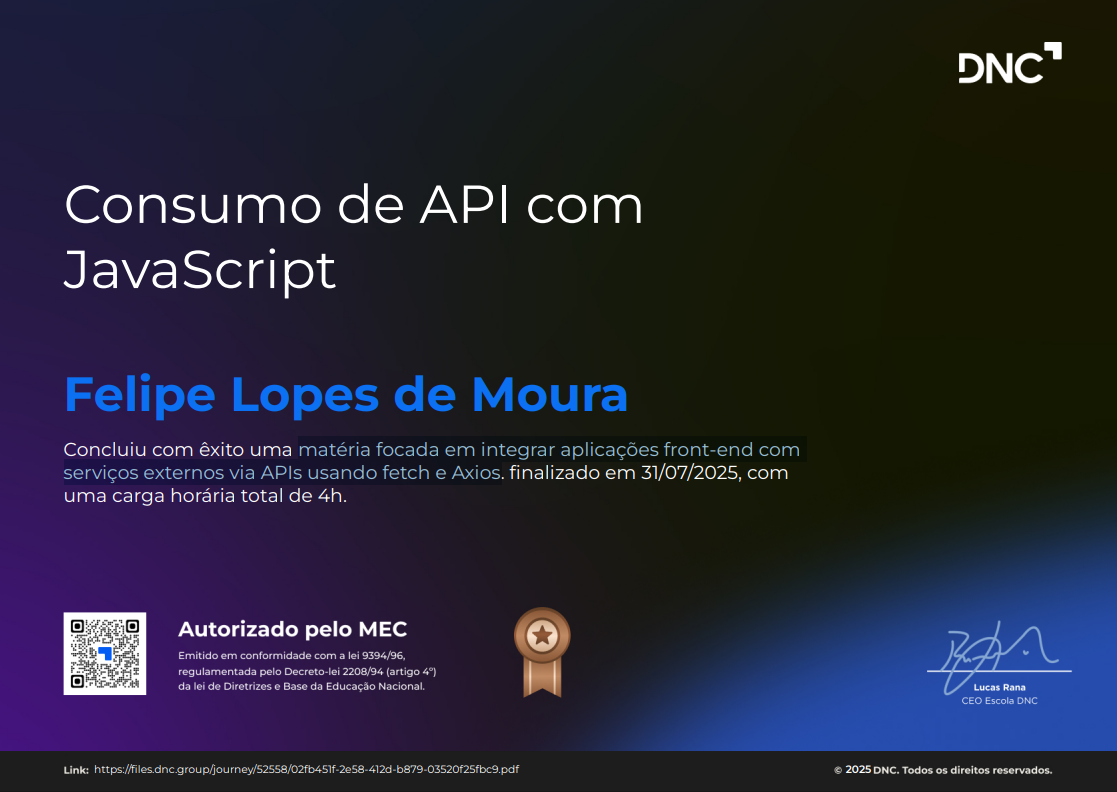 DNC
Consumo de API com
JavaScript
Felipe Lopes de Moura
Concluiu com êxito uma matéria focada em integrar aplicações front-end com
serviços externos via APIs usando fetch e Axios. finalizado em 31/07/2025, com
uma carga horária total de 4h.
Autorizado pelo MEC
Emitido em conformidade com a lei 9394/96,
regulamentada pelo Decreto-lei 2208/94 (artigo 4º)
da lei de Diretrizes e Base da Educação Nacional.
Lucas Rana
CEO Escola DNC
Link: https://files.dnc.group/journey/52558/02fb451f-2e58-412d-b879-03520f25fbc9.pdf
© 2025 DNC. Todos os direitos reservados.